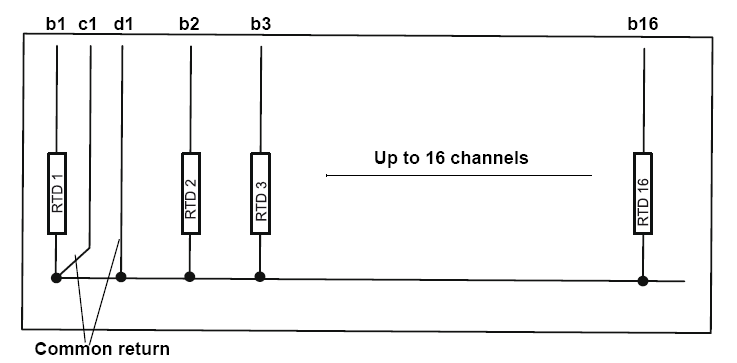 b1 c1 d1 b2 b3 b16
Up to 16 channels
RTD 1
RTD 2
RTD 3
RTD 16
Common return